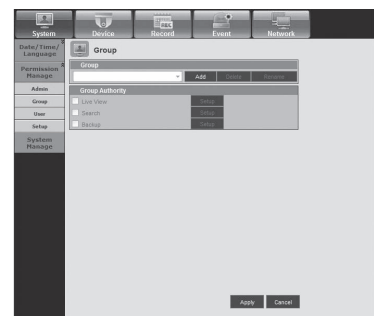 System Device Record Event Network
Date/Time/
Language
Permission
Manage
Admin
Group
User
Setup
System
Manage
Group
Group
Add Delete Rename
Group Authority
Live View Setup
Search Setup
Backup Setup
Apply Cancel